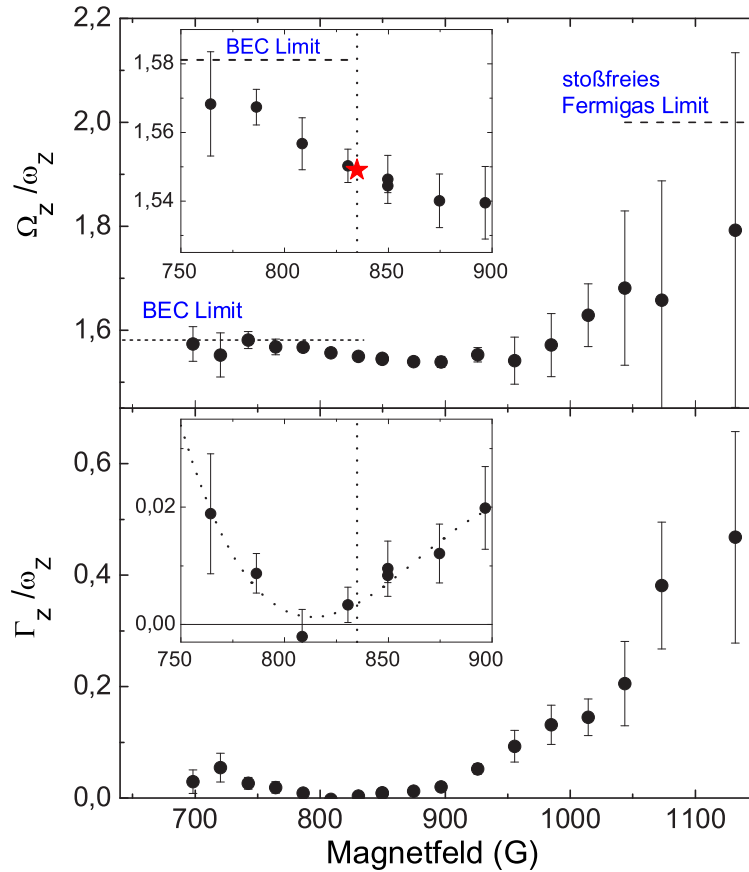 2,2
2,0
1,8
1,6
Ω_z /ω_z
BEC Limit
1,58
1,56
1,54
750 800 850 900
stoßfreies
Fermigas Limit
BEC Limit
0,6
0,4
0,2
0,0
Γ_z /ω_z
0,02
0,00
750 800 850 900
700 800 900 1000 1100
Magnetfeld (G)